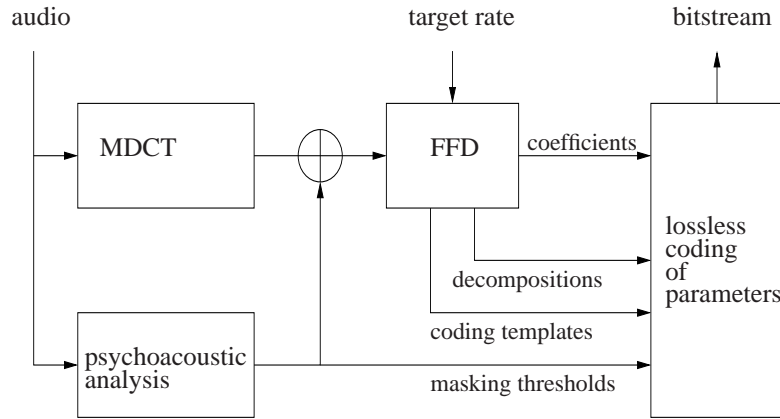 audio
target rate
bitstream
MDCT
FFD
coefficients
lossless
coding
of
parameters
decompositions
coding templates
psychoacoustic
analysis
masking thresholds